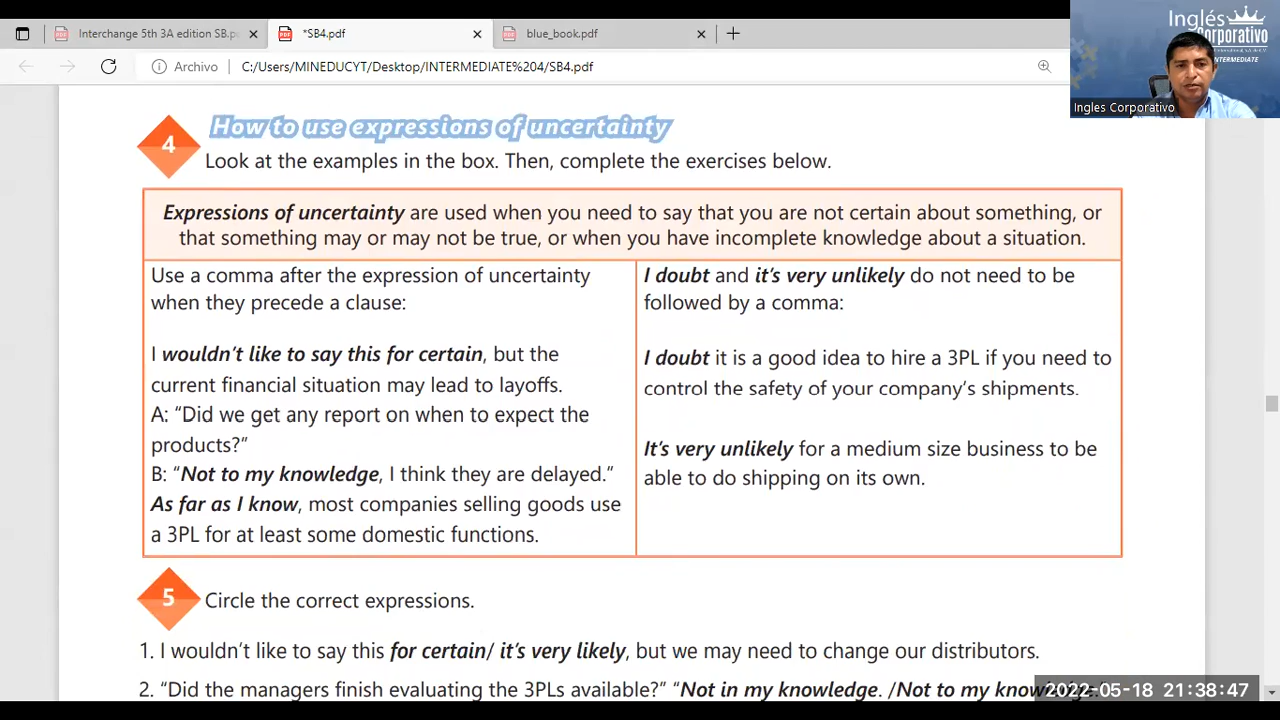 Interchange 5th 3A edition SB.p
*SB4.pdf
blue_book.pdf
Archivo
C:/Users/MINEDUCYT/Desktop/INTERMEDIATE%204/SB4.pdf
Inglés
Corporativo
INTERMEDIATE
Ingles Corporativo
4
How to use expressions of uncertainty
Look at the examples in the box. Then, complete the exercises below.
Expressions of uncertainty are used when you need to say that you are not certain about something, or
that something may or may not be true, or when you have incomplete knowledge about a situation.
Use a comma after the expression of uncertainty
when they precede a clause:
I wouldn't like to say this for certain, but the
current financial situation may lead to layoffs.
A: “Did we get any report on when to expect the
products?“
B: “Not to my knowledge, I think they are delayed.“
As far as I know, most companies selling goods use
a 3PL for at least some domestic functions.
I doubt and it's very unlikely do not need to be
followed by a comma:
I doubt it is a good idea to hire a 3PL if you need to
control the safety of your company's shipments.
It's very unlikely for a medium size business to be
able to do shipping on its own.
5
Circle the correct expressions.
1. I wouldn't like to say this for certain/ it's very likely, but we may need to change our distributors.
2. “Did the managers finish evaluating the 3PLs available?” “Not in my knowledge. /Not to my knowledge.
2022-05-18 21:38:47